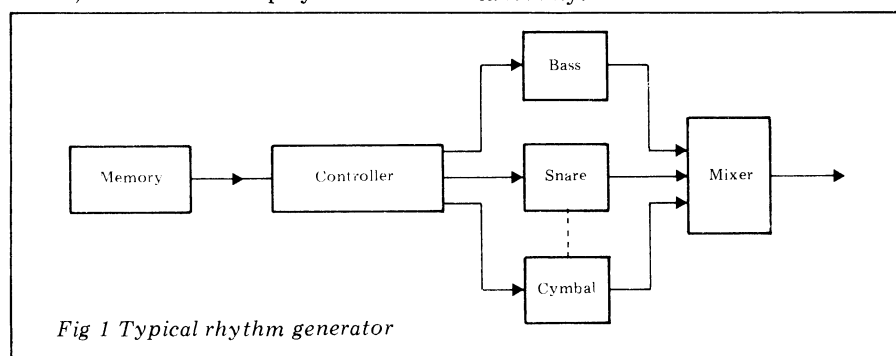 Bass
Memory
Controller
Snare
Mixer
Cymbal
Fig 1 Typical rhythm generator